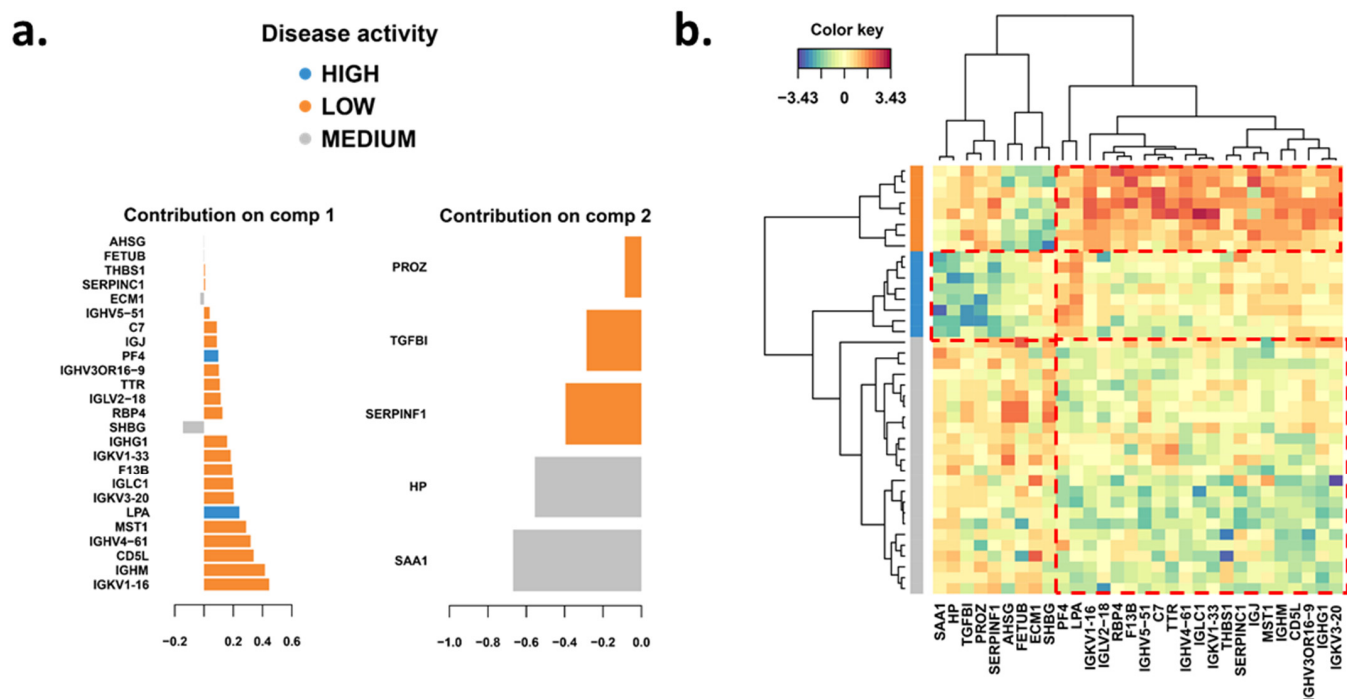 a.
Disease activity
HIGH
LOW
MEDIUM
Contribution on comp 1
AHSG
FETUB
THBS1
SERPINC1
ECM1
IGHV5−51
C7
IGJ
PF4
IGHV3OR16−9
TTR
IGLV2−18
RBP4
SHBG
IGHG1
IGKV1−33
F13B
IGLC1
IGKV3−20
LPA
MST1
IGHV4−61
CD5L
IGHM
IGKV1−16
−0.2 0.2 0.4 0.6
Contribution on comp 2
PROZ
TGFBI
SERPINF1
HP
SAA1
−1.0 −0.8 −0.6 −0.4 −0.2 0.0
b.
Color key
−3.43 0 3.43
SAA1
HP
TGFBI
PROZ
SERPINF1
AHSG
FETUB
ECM1
SHBG
PF4
LPA
IGKV1−16
IGLV2−18
RBP4
F13B
IGHV5−51
C7
TTR
IGHV4−61
IGLC1
IGKV1−33
THBS1
SERPINC1
IGJ
MST1
IGHM
CD5L
IGHV3OR16−9
IGHG1
IGKV3−20